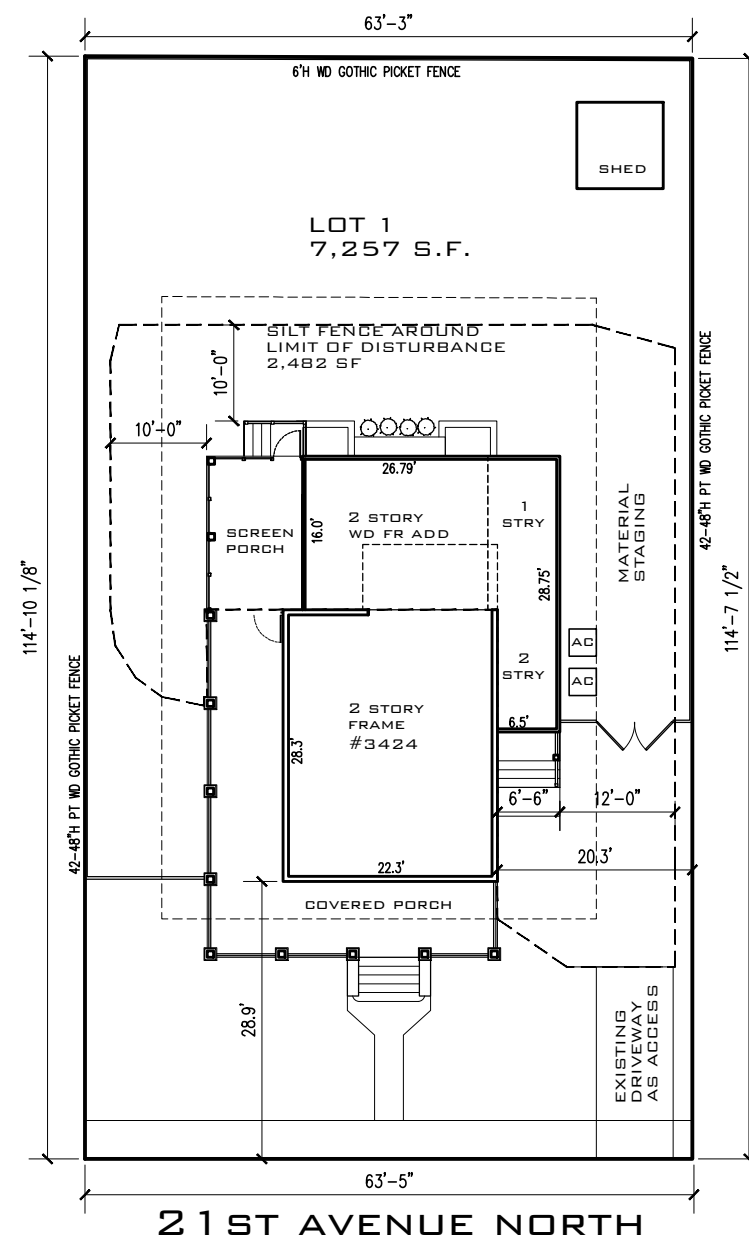 63'-3"
6'H WD GOTHIC PICKET FENCE
SHED
LOT 1
7,257 S.F.
SILT FENCE AROUND
LIMIT OF DISTURBANCE
2,482 SF
10'-0"
10'-0"
42-48"H PT WD GOTHIC PICKET FENCE
26.79'
SCREEN
PORCH
16.0'
2 STORY
WD FR ADD
1
STRY
28.75'
MATERIAL
STAGING
114'-10 1/8"
114'-7 1/2"
2
STRY
AC
AC
42-48"H PT WD GOTHIC PICKET FENCE
2 STORY
FRAME
#3424
28.3'
6.5'
6'-6"
12'-0"
22.3'
20.3'
COVERED PORCH
28.9'
EXISTING
DRIVEWAY
AS ACCESS
63'-5"
21ST AVENUE NORTH